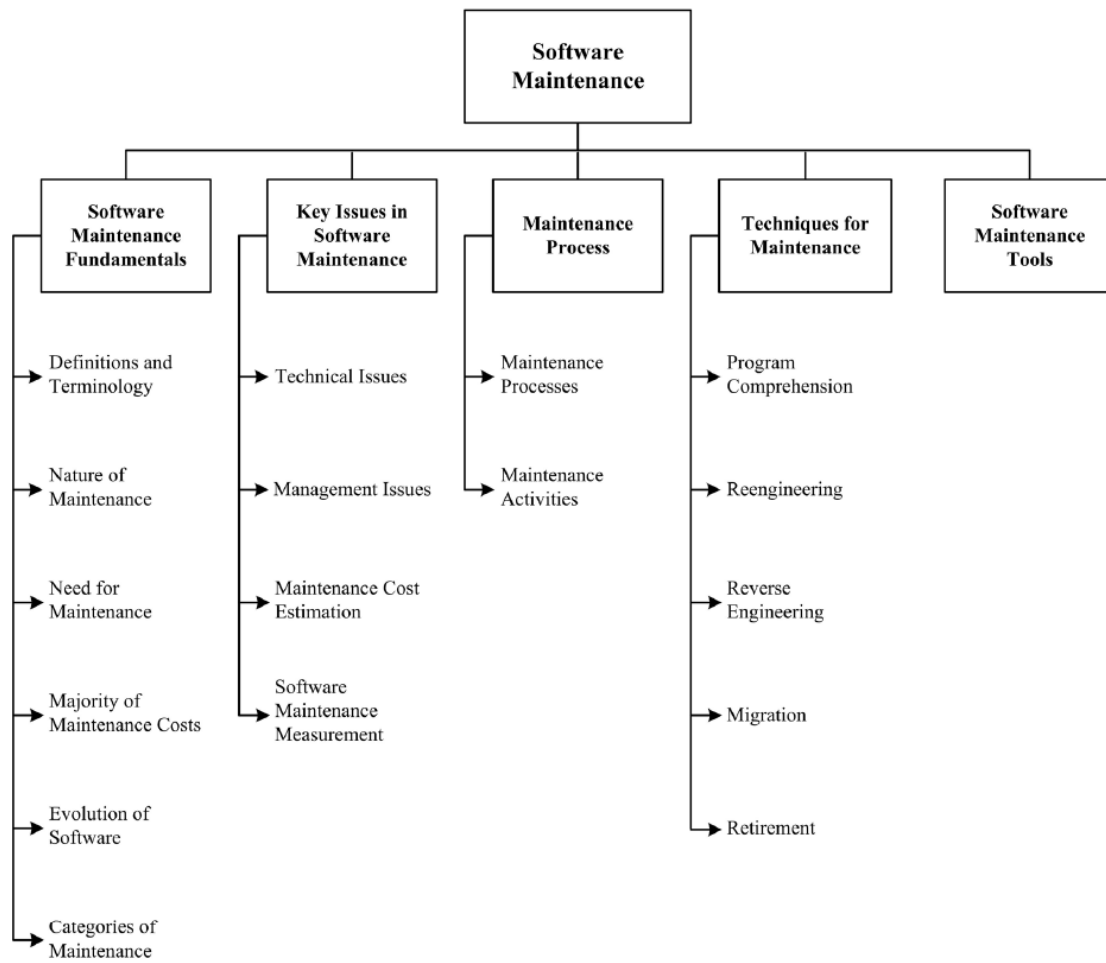 Software
Maintenance
Software
Maintenance
Fundamentals
Key Issues in
Software
Maintenance
Maintenance
Process
Techniques for
Maintenance
Software
Maintenance
Tools
Definitions and
Terminology
Nature of
Maintenance
Need for
Maintenance
Majority of
Maintenance Costs
Evolution of
Software
Categories of
Maintenance
Technical Issues
Management Issues
Maintenance Cost
Estimation
Software
Maintenance
Measurement
Maintenance
Processes
Maintenance
Activities
Program
Comprehension
Reengineering
Reverse
Engineering
Migration
Retirement